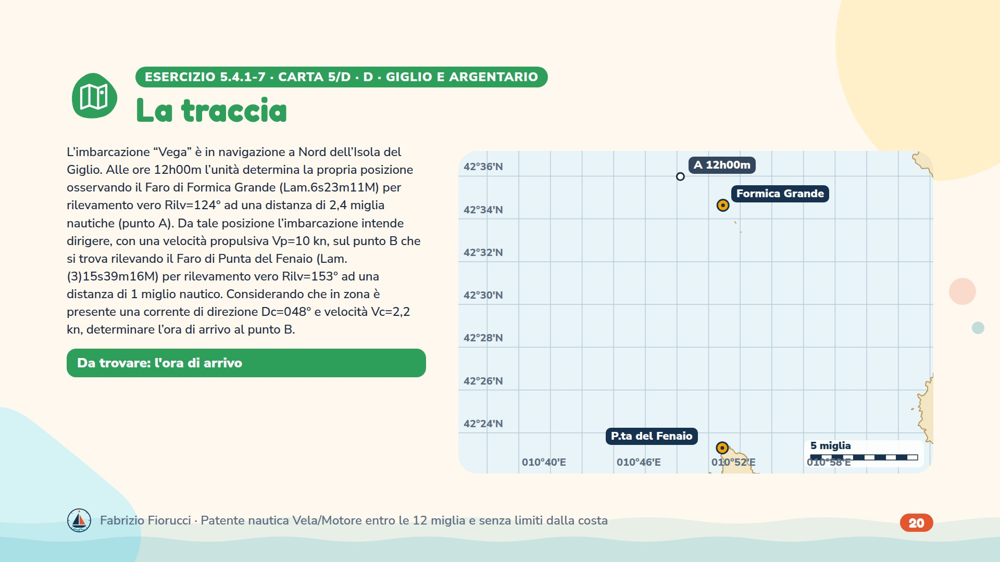 ESERCIZIO 5.4.1-7 · CARTA 5/D · D · GIGLIO E ARGENTARIO
La traccia
L’imbarcazione “Vega” è in navigazione a Nord dell’Isola del
Giglio. Alle ore 12h00m l’unità determina la propria posizione
osservando il Faro di Formica Grande (Lam.6s23m11M) per
rilevamento vero Rilv=124° ad una distanza di 2,4 miglia
nautiche (punto A). Da tale posizione l’imbarcazione intende
dirigere, con una velocità propulsiva Vp=10 kn, sul punto B che
si trova rilevando il Faro di Punta del Fenaio (Lam.
(3)15s39m16M) per rilevamento vero Rilv=153° ad una
distanza di 1 miglio nautico. Considerando che in zona è
presente una corrente di direzione Dc=048° e velocità Vc=2,2
kn, determinare l’ora di arrivo al punto B.
Da trovare: l'ora di arrivo
42°36'N
A 12h00m
Formica Grande
42°34'N
42°32'N
42°30'N
42°28'N
42°26'N
42°24'N
P.ta del Fenaio
5 miglia
010°40'E
010°46'E
010°52'E
010°58'E
Fabrizio Fiorucci · Patente nautica Vela/Motore entro le 12 miglia e senza limiti dalla costa
20